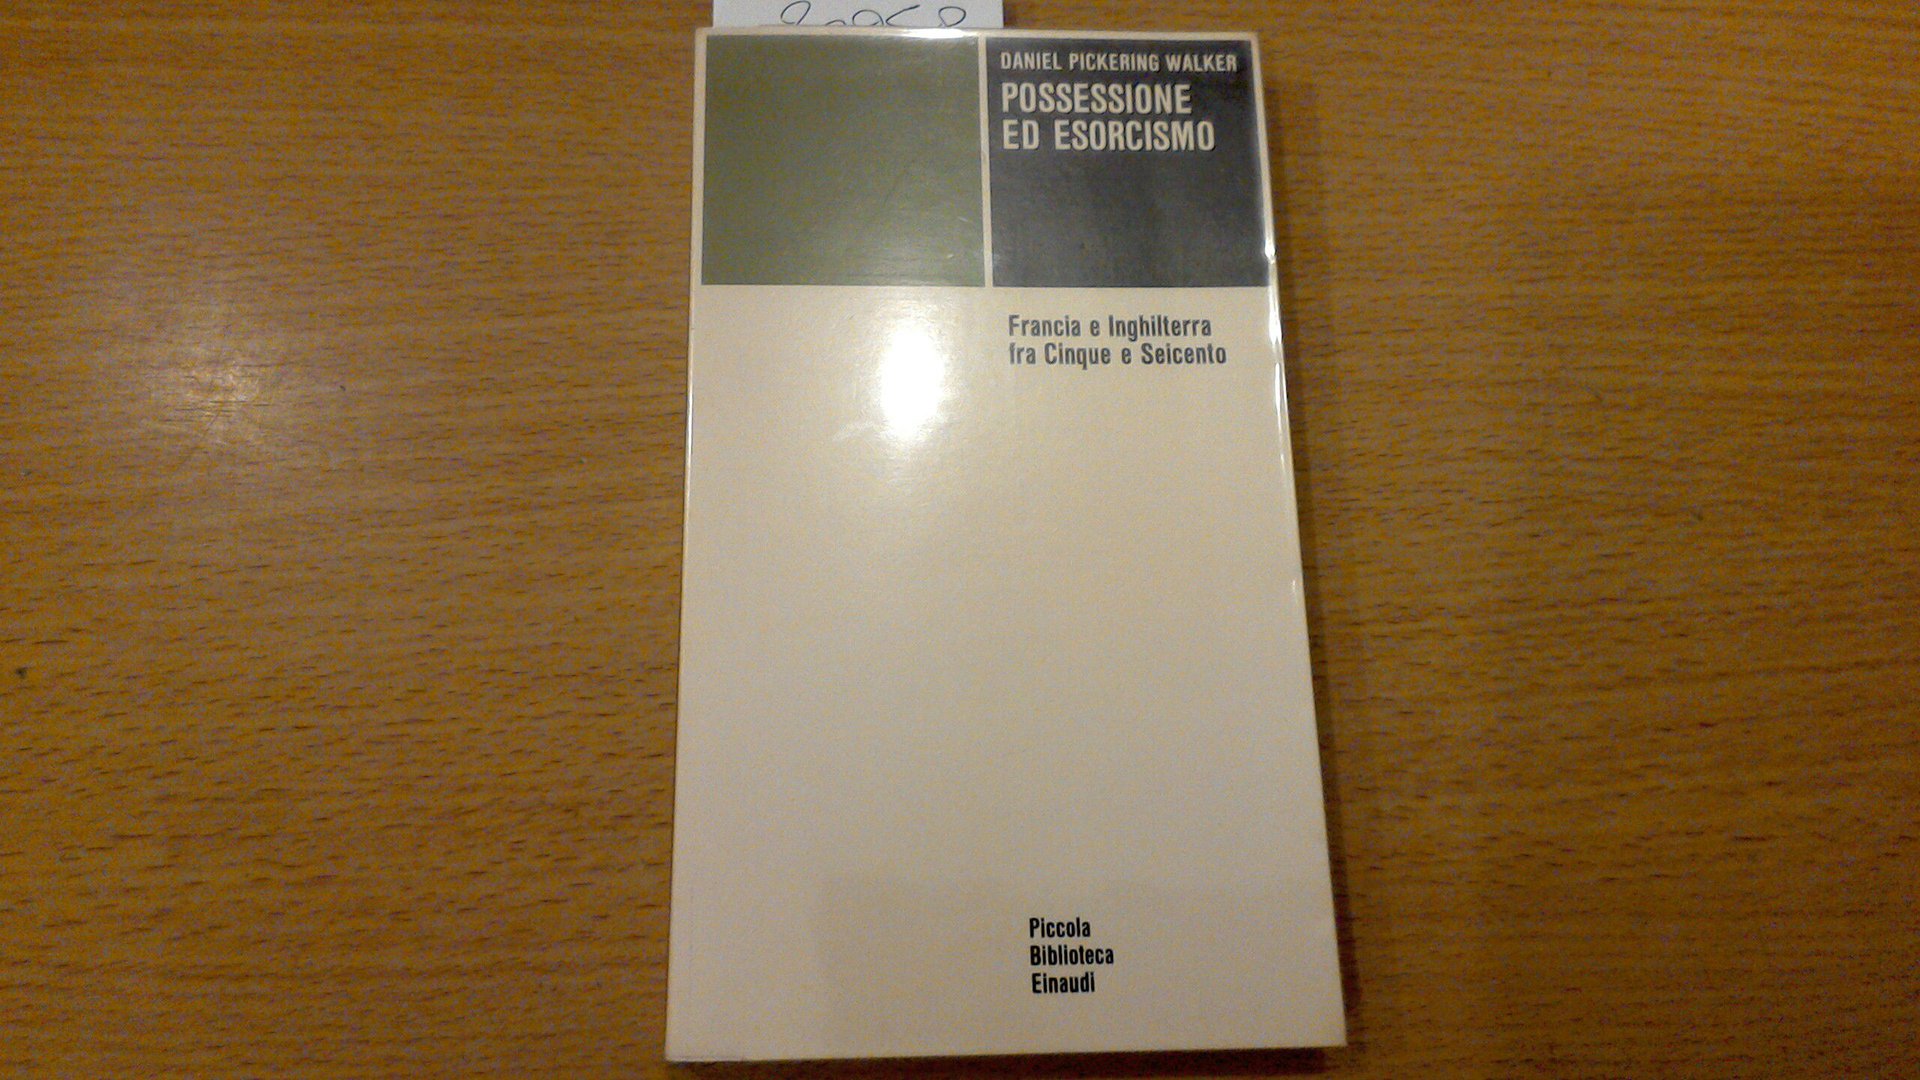 DANIEL PICKERING WALKER
POSSESSIONE
ED ESORCISMO
Francia e Inghilterra
fra Cinque e Seicento
Piccola
Biblioteca
Einaudi